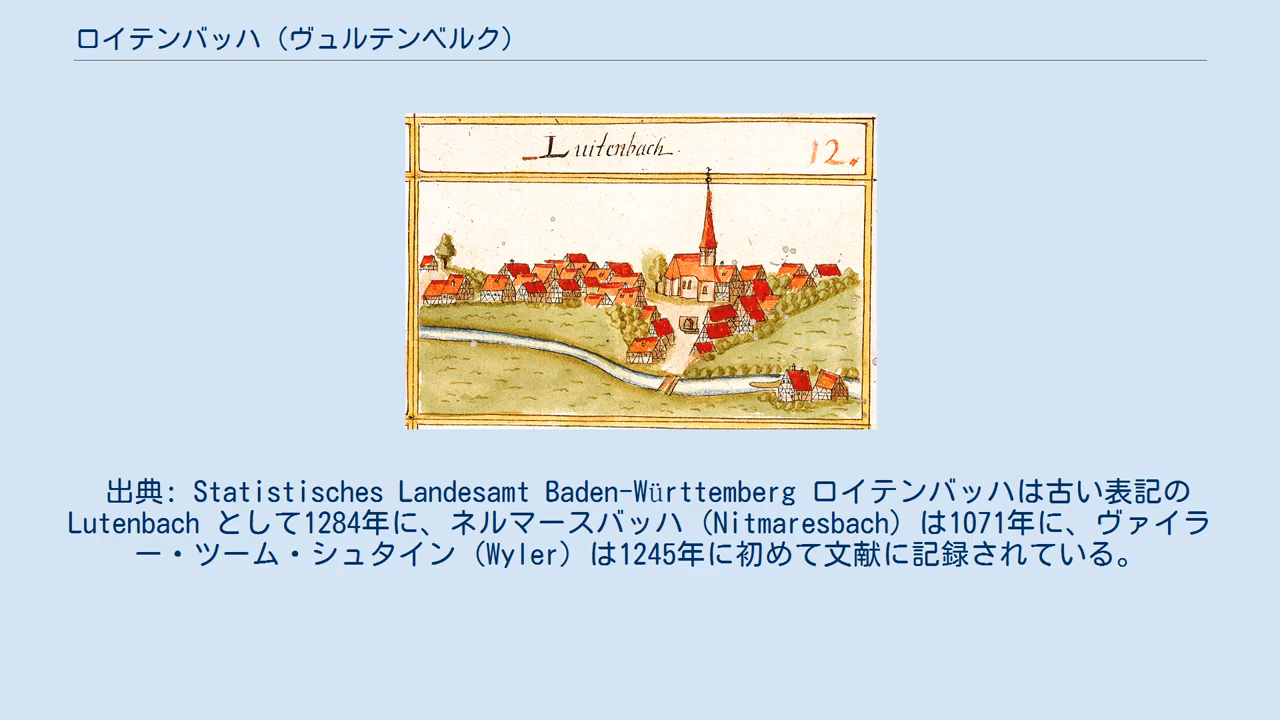 ロイテンバッハ（ヴュルテンベルク）
Luitenbach.
12.
出典: Statistisches Landesamt Baden-Württemberg ロイテンバッハは古い表記の
Lutenbach として1284年に、ネルマースバッハ（Nitmaresbach）は1071年に、ヴァイラ
ー・ツーム・シュタイン（Wyler）は1245年に初めて文献に記録されている。